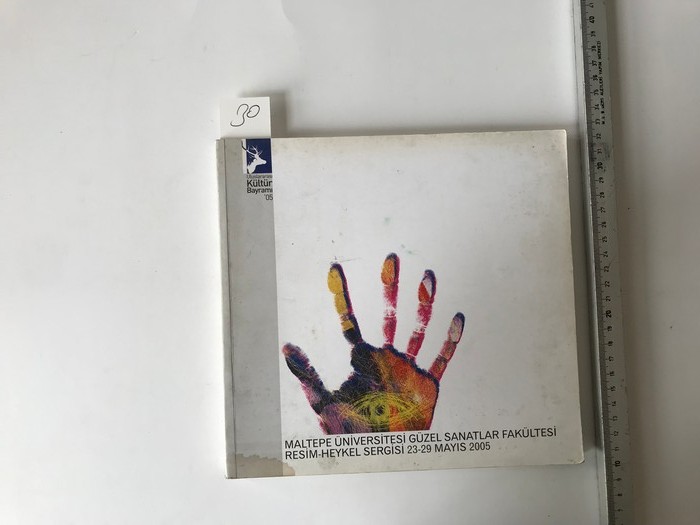 30
Uluslararası
Kültür
Bayramı
'05
MALTEPE ÜNİVERSİTESİ GÜZEL SANATLAR FAKÜLTESİ
RESİM-HEYKEL SERGİSİ 23-29 MAYIS 2005